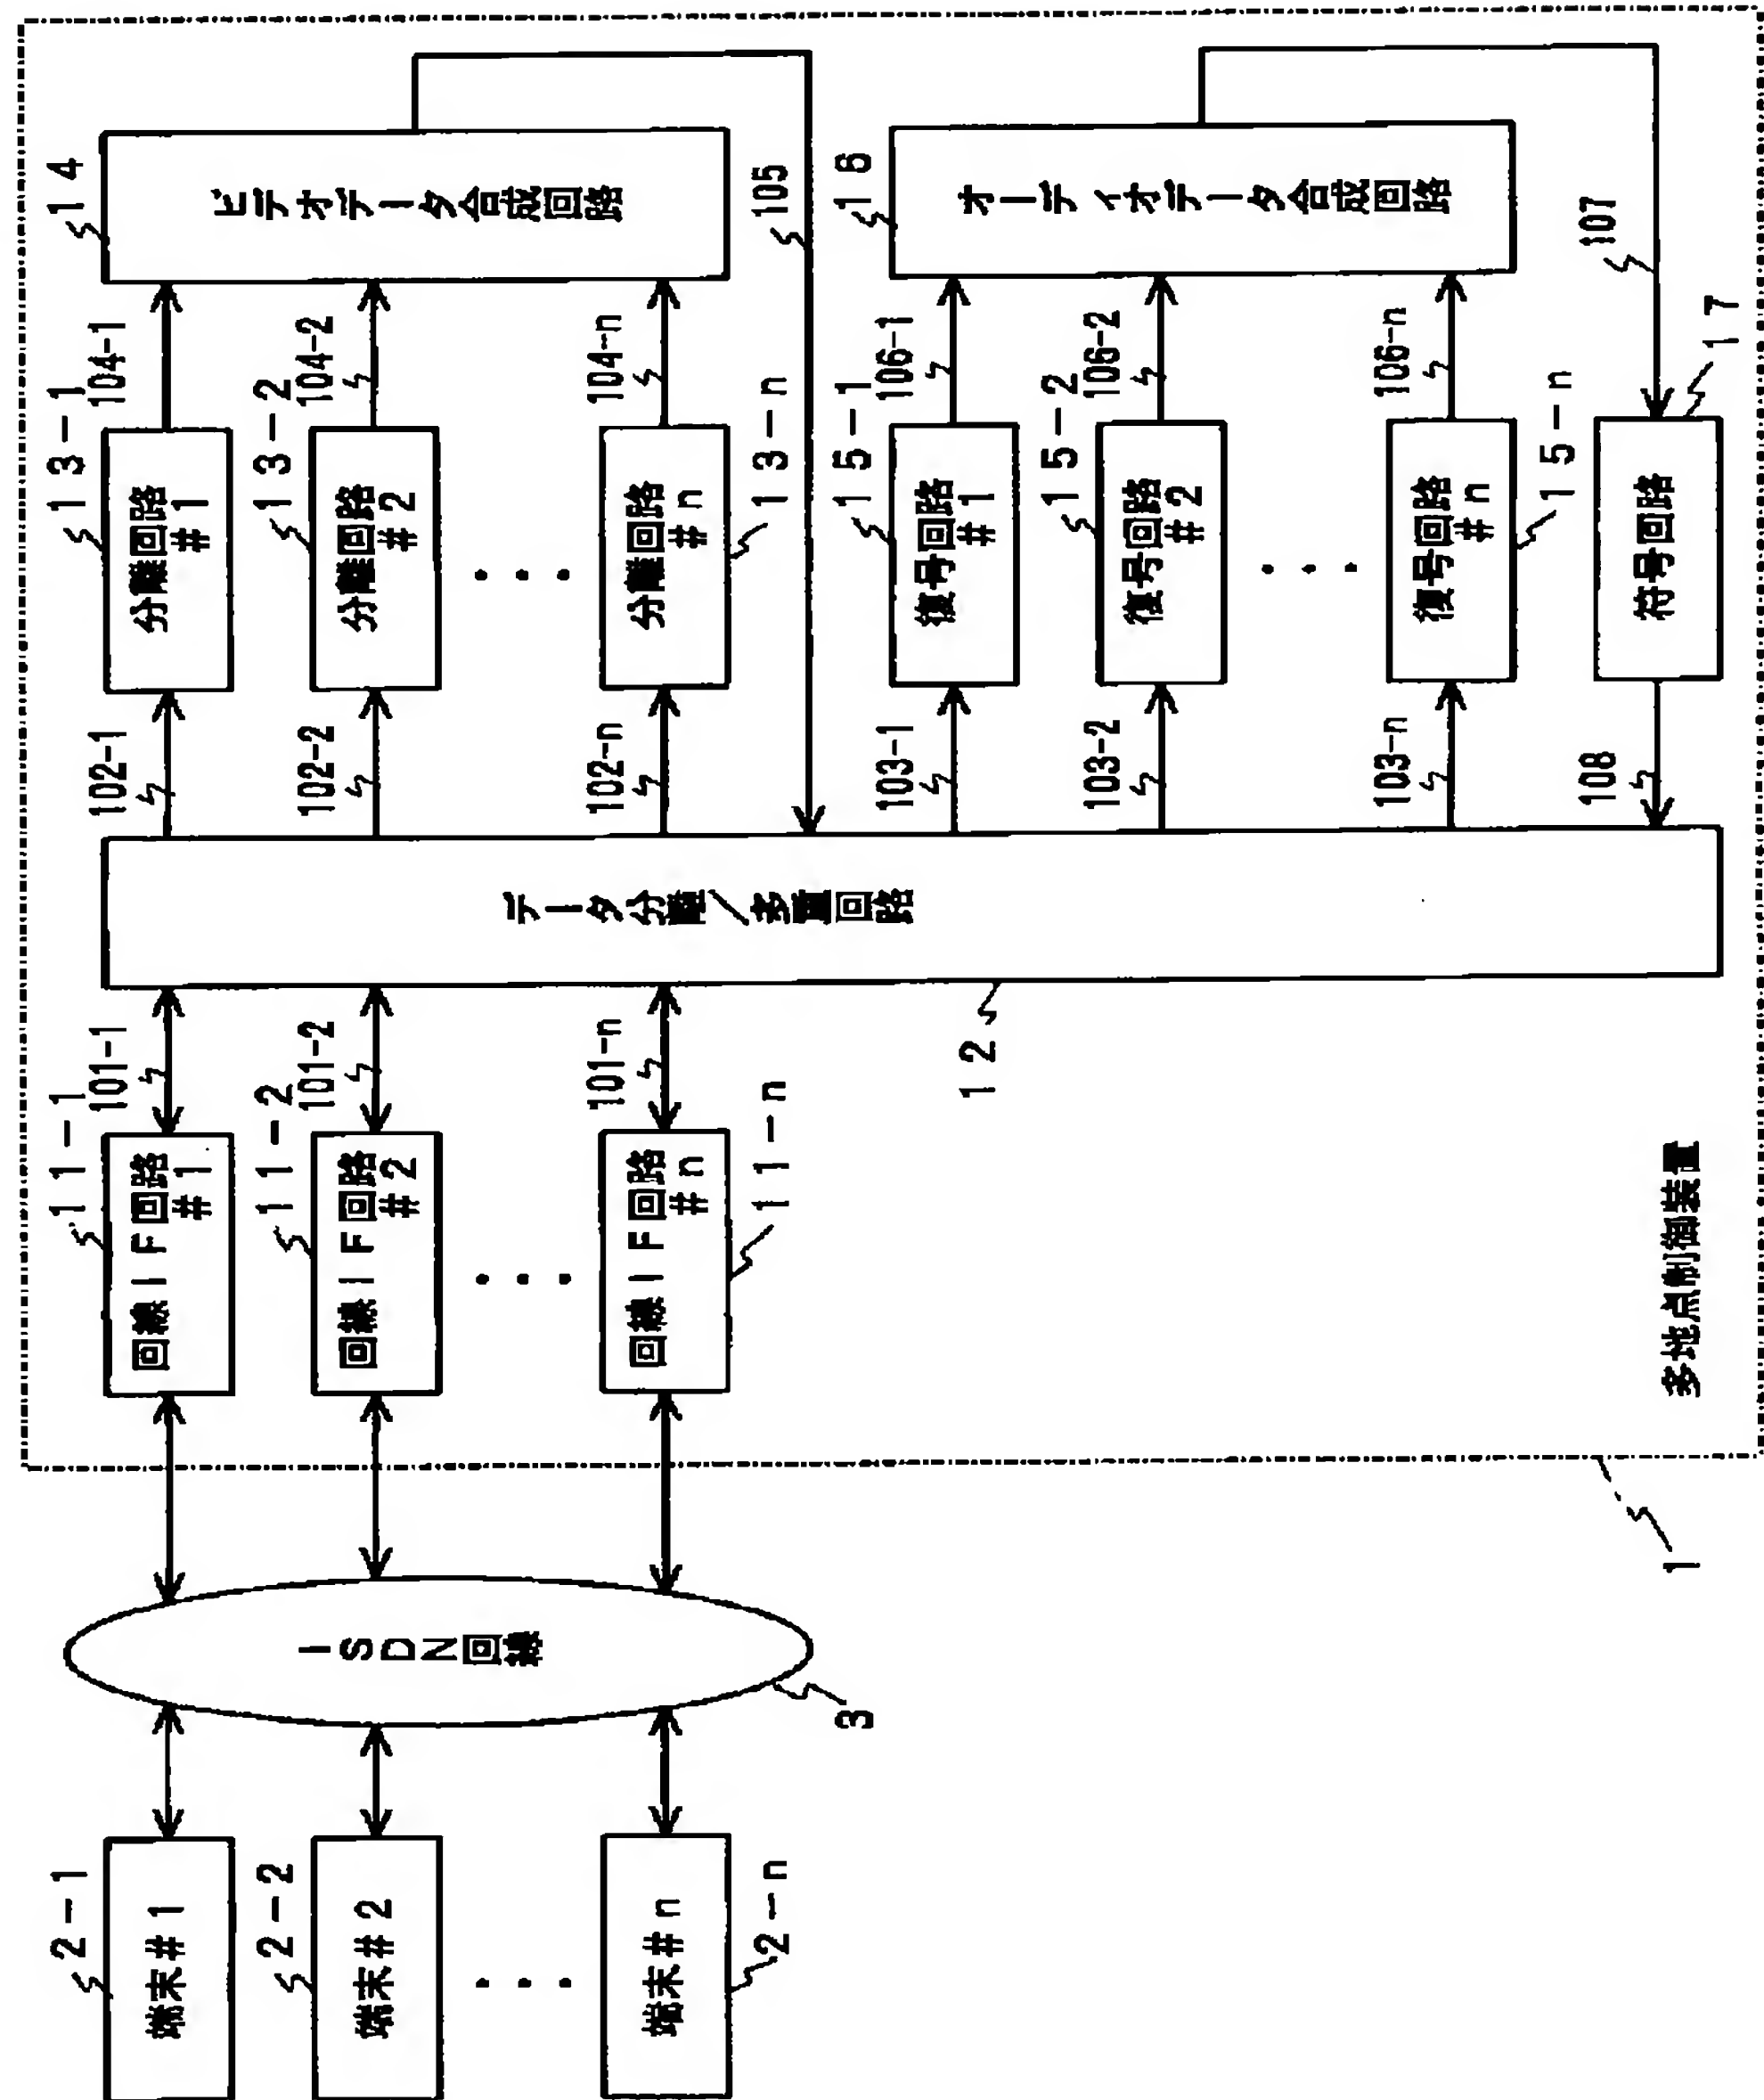 2-1
端末#1
2-2
端末#2
2-n
端末#n
ISDN回線
3
11-1
回線IF回路
#1
11-2
回線IF回路
#2
11-n
回線IF回路
#n
101-1
101-2
101-n
12
データ分離/多重回路
102-1
102-2
102-n
103-1
103-2
103-n
108
13-1
分離回路
#1
13-2
分離回路
#2
13-n
分離回路
#n
15-1
復号回路
#1
15-2
復号回路
#2
15-n
復号回路
#n
17
符号回路
104-1
104-2
104-n
106-1
106-2
106-n
14
ビデオデータ合成回路
105
16
オーディオデータ合成回路
107
多地点制御装置
1